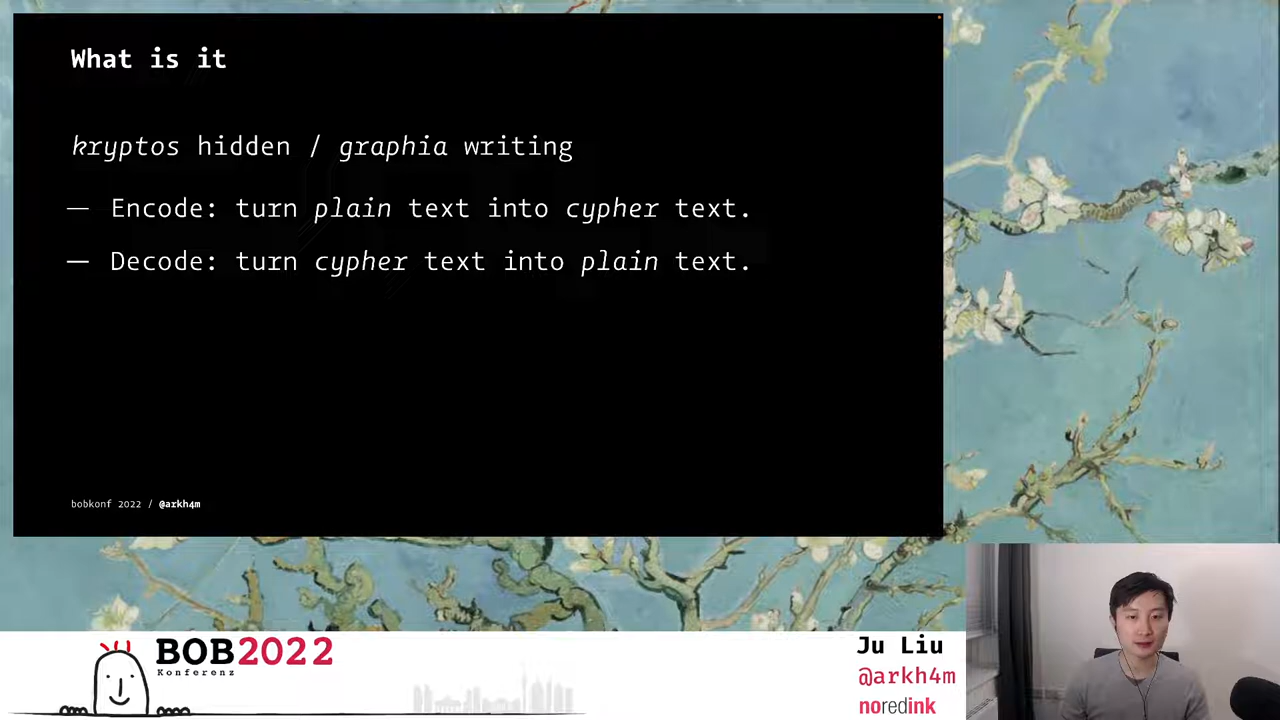 What is it
kryptos hidden / graphia writing
— Encode: turn plain text into cypher text.
— Decode: turn cypher text into plain text.
bobkonf 2022 / @arkh4m
BOB2022
Konferenz
Ju Liu
@arkh4m
noredink